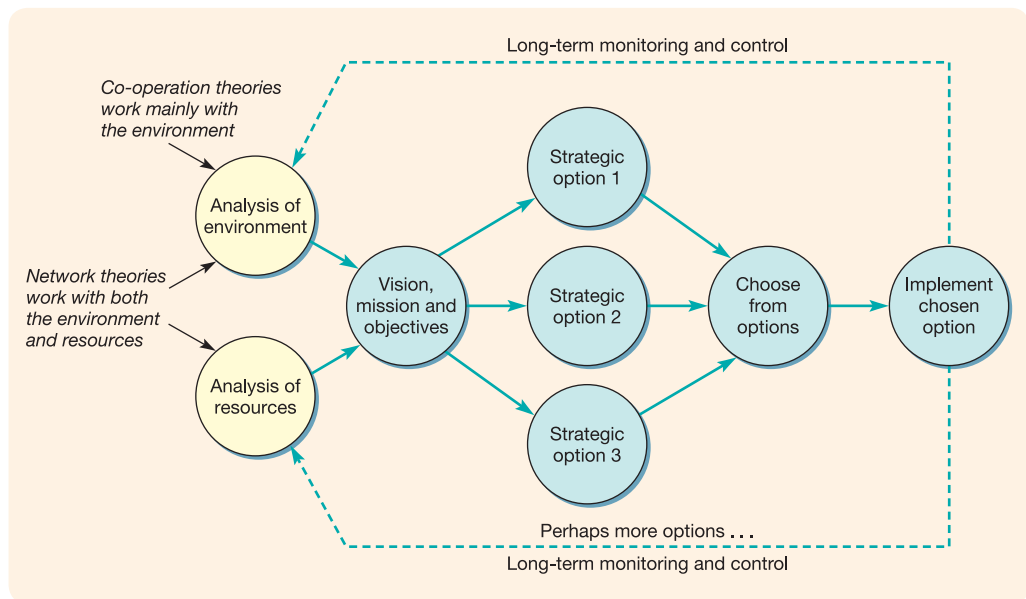 Long-term monitoring and control
Co-operation theories
work mainly with
the environment
Analysis of
environment
Network theories
work with both
the environment
and resources
Analysis of
resources
Vision,
mission and
objectives
Strategic
option 1
Strategic
option 2
Strategic
option 3
Perhaps more options ...
Choose
from
options
Implement
chosen
option
Long-term monitoring and control